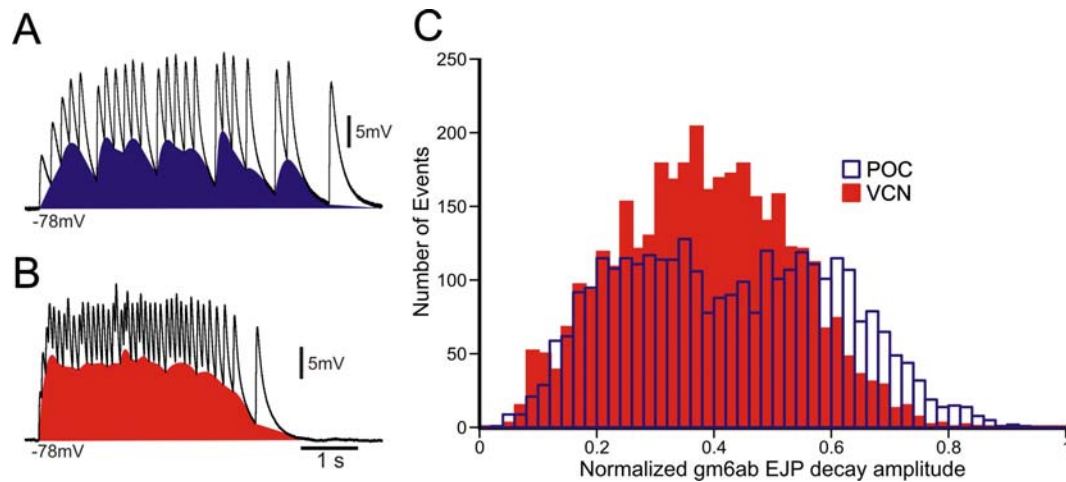 A
5mV
-78mV
B
5mV
-78mV
1 s
C
250
200
150
100
50
0
Number of Events
POC
VCN
0
0.2
0.4
0.6
0.8
1
Normalized gm6ab EJP decay amplitude